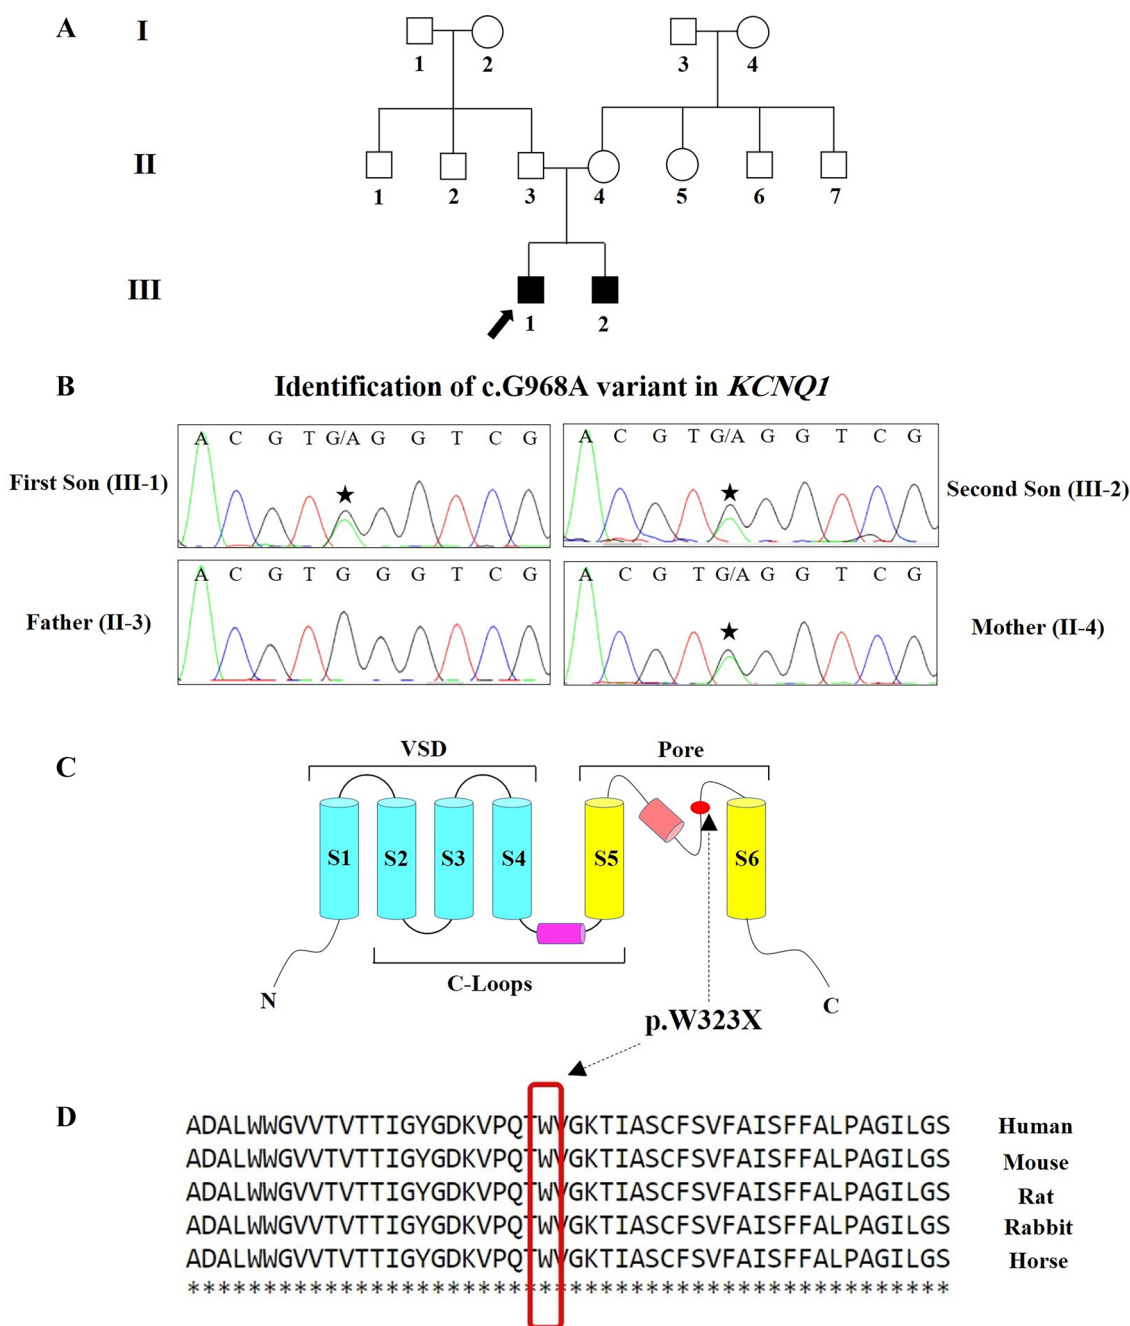 A
I
1 2 3 4
II
1 2 3 4 5 6 7
III
1 2
B
Identification of c.G968A variant in KCNQ1
First Son (III-1)
A C G T G/A G G T C G
A C G T G/A G G T C G
Second Son (III-2)
Father (II-3)
A C G T G G G T C G
A C G T G/A G G T C G
Mother (II-4)
C
VSD
Pore
S1 S2 S3 S4 S5 S6
C-Loops
N
C
p.W323X
D
ADALWWGVVTVTTIGYGDKVPQTWVGKTIASCFSVFAISFFALPAGILGS Human
ADALWWGVVTVTTIGYGDKVPQTWVGKTIASCFSVFAISFFALPAGILGS Mouse
ADALWWGVVTVTTIGYGDKVPQTWVGKTIASCFSVFAISFFALPAGILGS Rat
ADALWWGVVTVTTIGYGDKVPQTWVGKTIASCFSVFAISFFALPAGILGS Rabbit
ADALWWGVVTVTTIGYGDKVPQTWVGKTIASCFSVFAISFFALPAGILGS Horse
**************************************************